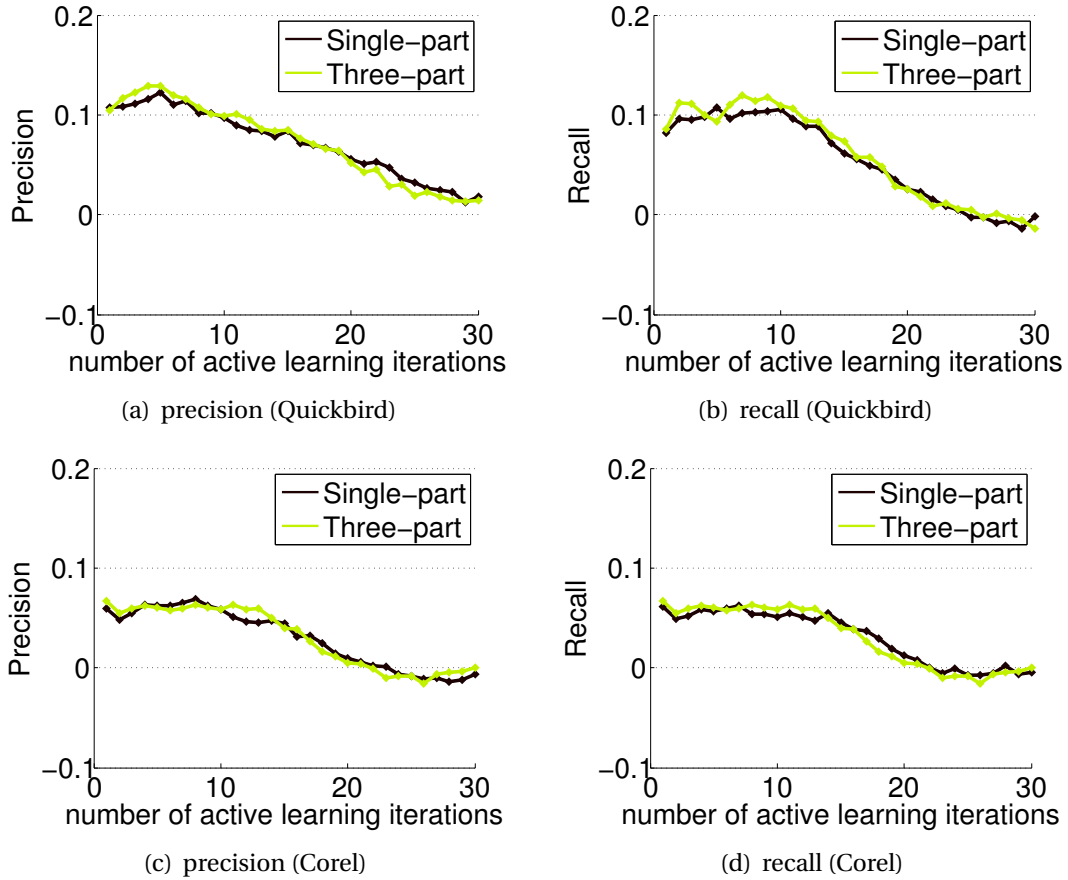 0.2
0.1
0
−0.1
Precision
Single−part
Three−part
0
10
20
30
number of active learning iterations
(a) precision (Quickbird)
0.2
0.1
0
−0.1
Recall
Single−part
Three−part
0
10
20
30
number of active learning iterations
(b) recall (Quickbird)
0.2
0.1
0
−0.1
Precision
Single−part
Three−part
0
10
20
30
number of active learning iterations
(c) precision (Corel)
0.2
0.1
0
−0.1
Recall
Single−part
Three−part
0
10
20
30
number of active learning iterations
(d) recall (Corel)